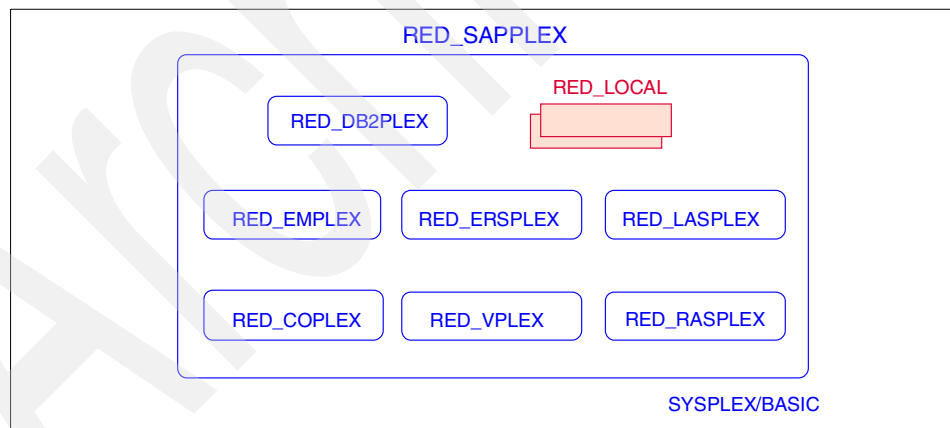 RED_SAPPLEX
RED_LOCAL
RED_DB2PLEX
RED_EMPLEX RED_ERSPLEX RED_LASPLEX
RED_COPLEX RED_VPLEX RED_RASPLEX
SYSPLEX/BASIC